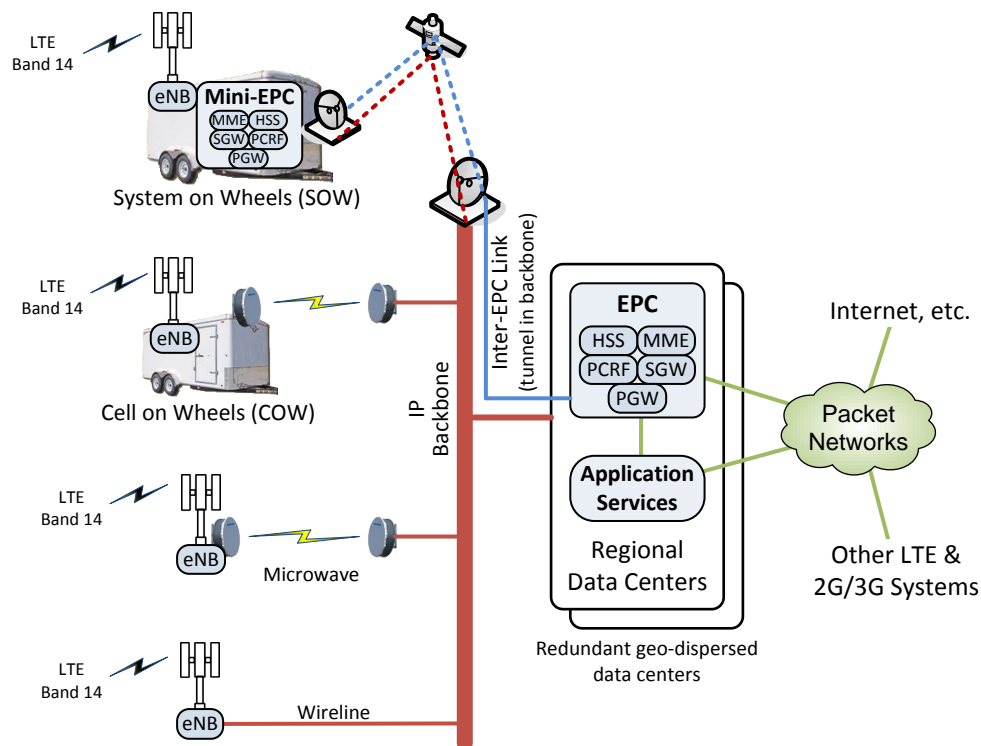 LTE
Band 14
eNB
Mini-EPC
MME
HSS
SGW
PCRF
PGW
System on Wheels (SOW)
LTE
Band 14
eNB
Cell on Wheels (COW)
LTE
Band 14
eNB
Microwave
LTE
Band 14
eNB
Wireline
IP
Backbone
Inter-EPC Link
(tunnel in backbone)
EPC
HSS
MME
PCRF
SGW
PGW
Application
Services
Regional
Data Centers
Redundant geo-dispersed
data centers
Internet, etc.
Packet
Networks
Other LTE &
2G/3G Systems